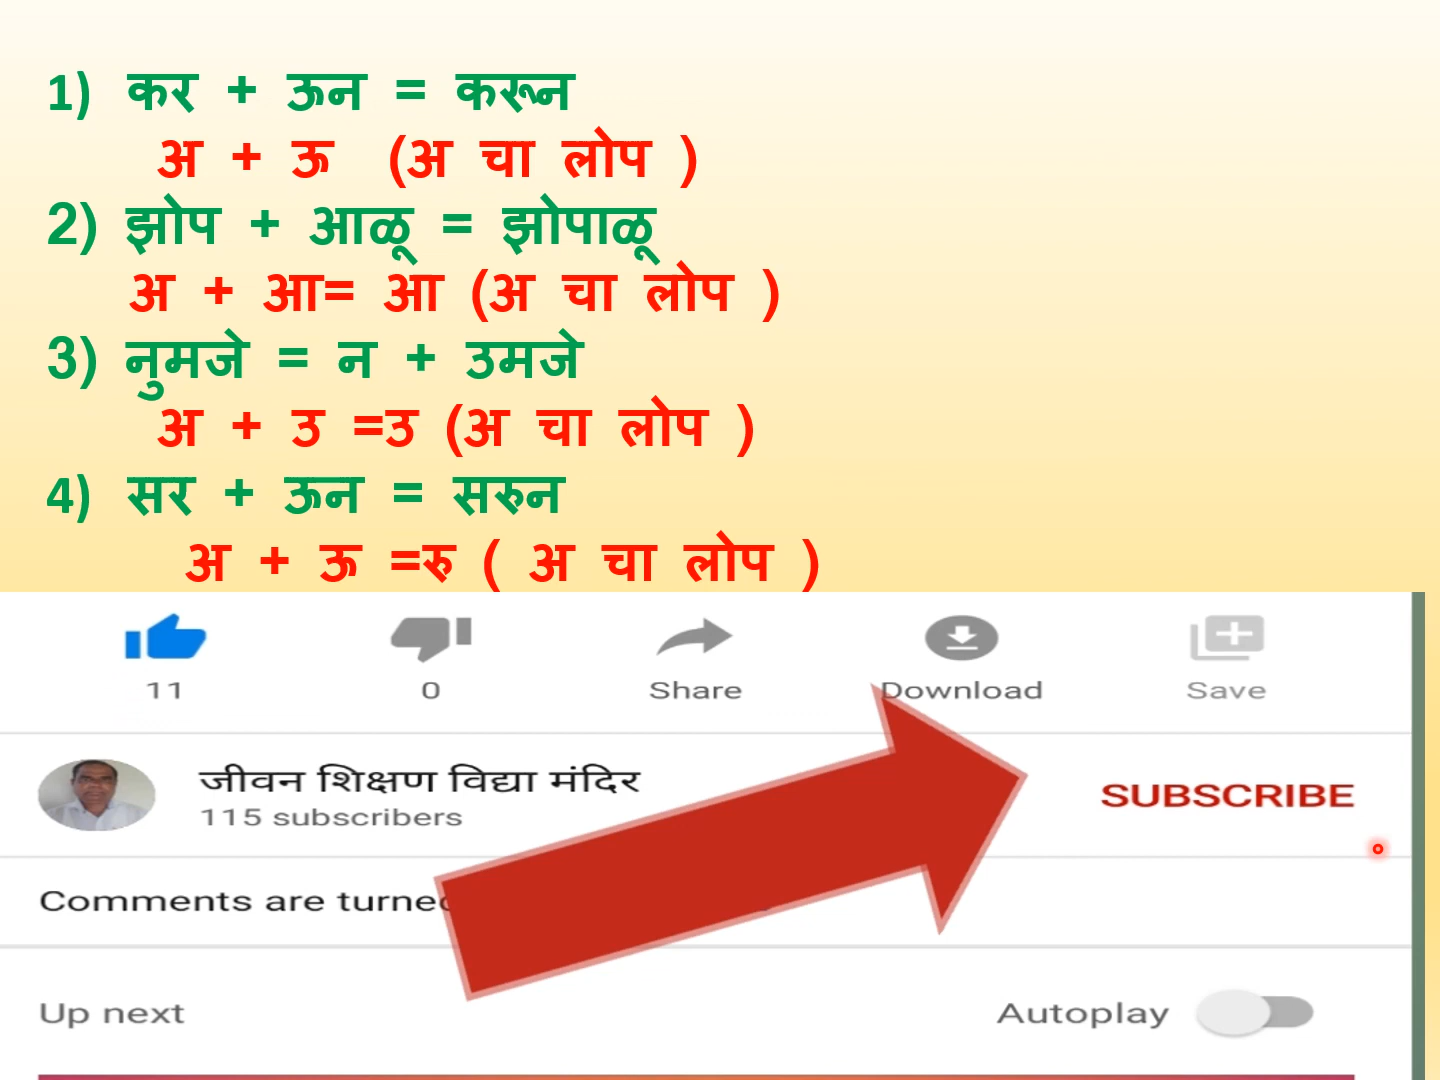 1) कर + ऊन = करून
अ + ऊ (अ चा लोप )
2) झोप + आळू = झोपाळू
अ + आ= आ (अ चा लोप )
3) नुमजे = न + उमजे
अ + उ =उ (अ चा लोप )
4) सर + ऊन = सरुन
अ + ऊ =रु ( अ चा लोप )
11 0 Share Download Save
जीवन शिक्षण विद्या मंदिर
115 subscribers
SUBSCRIBE
Comments are turne
Up next Autoplay